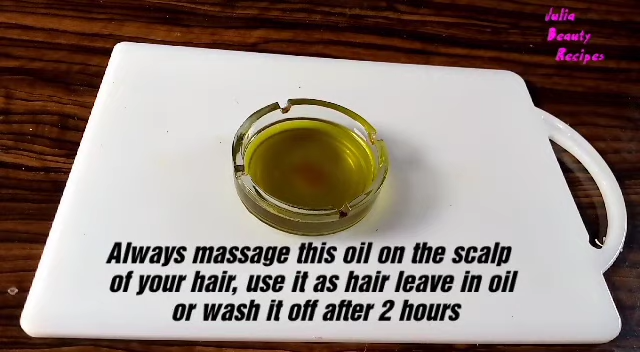 Julia
Beauty
Recipes
Always massage this oil on the scalp
of your hair, use it as hair leave in oil
or wash it off after 2 hours